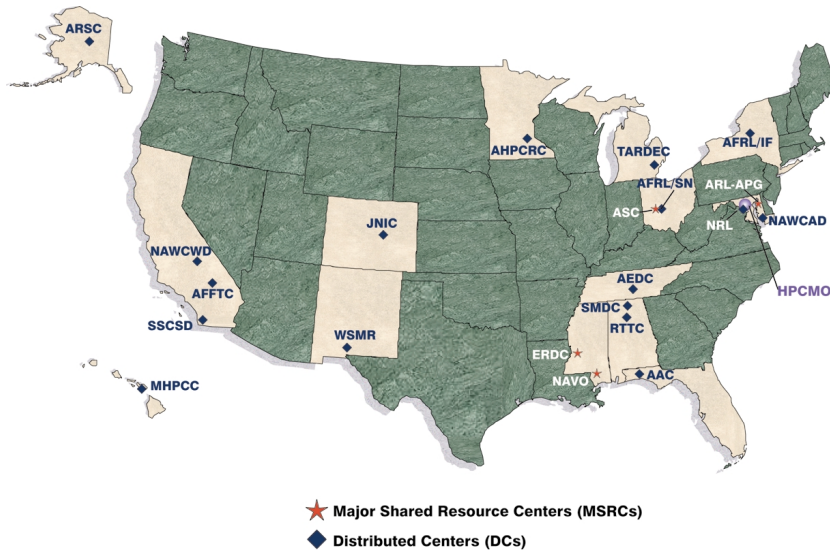 ARSC
AHPCRC
TARDEC
AFRL/IF
AFRL/SN
ARL-APG
ASC
NRL
NAWCAD
JNIC
NAWCWD
AFFTC
SSCSD
AEDC
SMDC
RTTC
HPCMO
WSMR
ERDC
NAVO
AAC
MHPCC
Major Shared Resource Centers (MSRCs)
Distributed Centers (DCs)